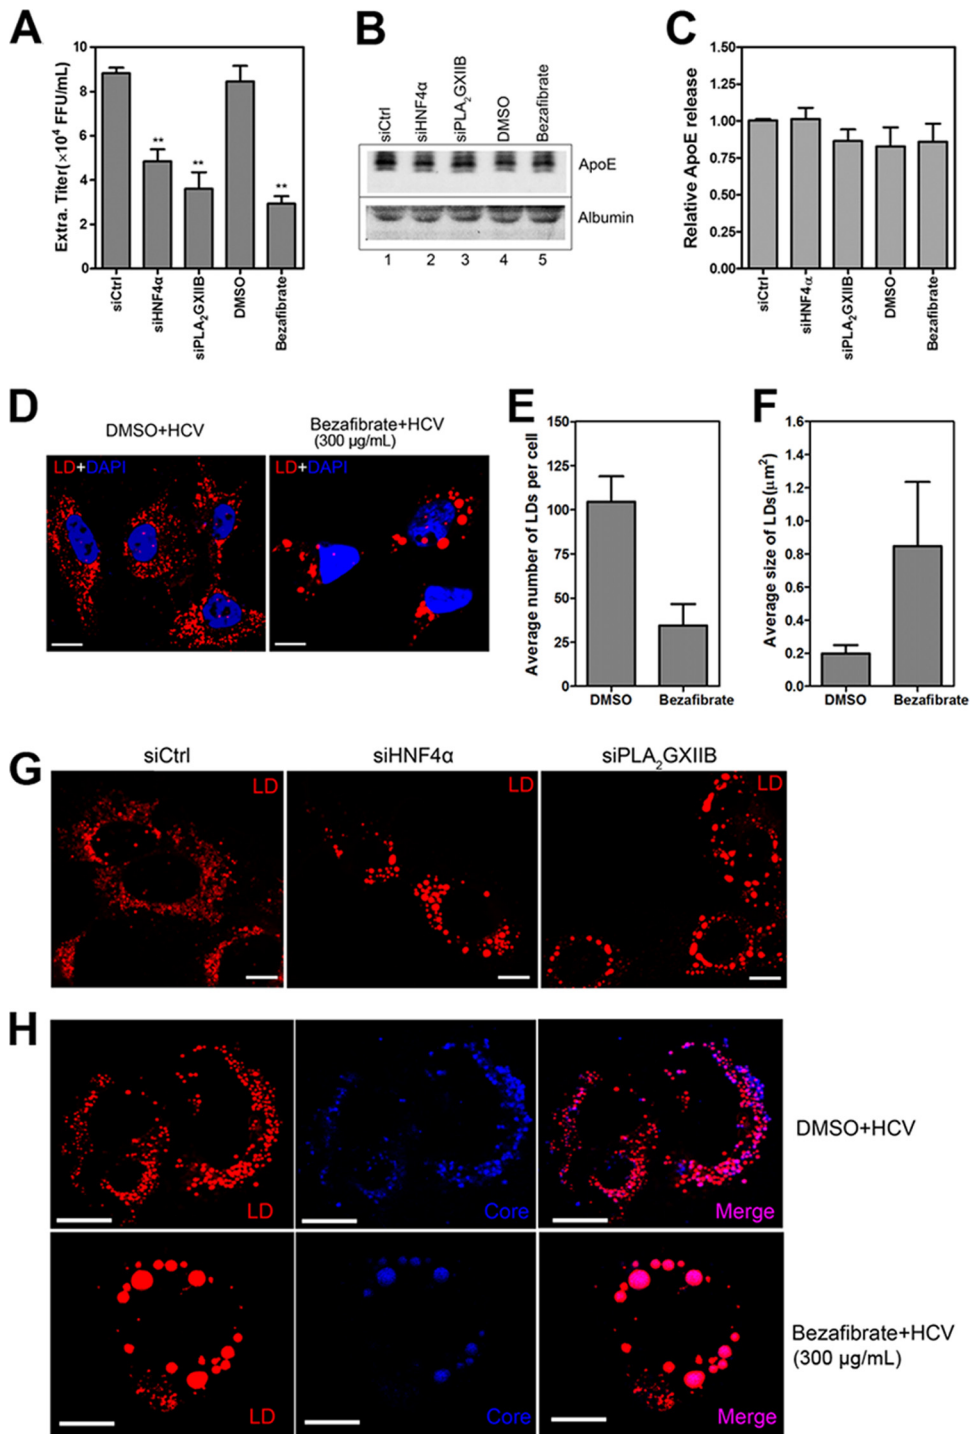 A
Extra. Titer(×10⁴ FFU/mL)
10
8
6
4
2
0
**
**
**
siCtrl
siHNF4α
siPLA₂GXIIB
DMSO
Bezafibrate
B
siCtrl
siHNF4α
siPLA₂GXIIB
DMSO
Bezafibrate
ApoE
Albumin
1 2 3 4 5
C
Relative ApoE release
1.50
1.25
1.00
0.75
0.50
0.25
0.00
siCtrl
siHNF4α
siPLA₂GXIIB
DMSO
Bezafibrate
D
DMSO+HCV
Bezafibrate+HCV
(300 µg/mL)
LD+DAPI
LD+DAPI
E
Average number of LDs per cell
150
125
100
75
50
25
0
DMSO Bezafibrate
F
Average size of LDs(µm²)
1.6
1.4
1.2
1.0
0.8
0.6
0.4
0.2
0.0
DMSO Bezafibrate
G
siCtrl
siHNF4α
siPLA₂GXIIB
LD
LD
LD
H
LD
Core
Merge
DMSO+HCV
LD
Core
Merge
Bezafibrate+HCV
(300 µg/mL)